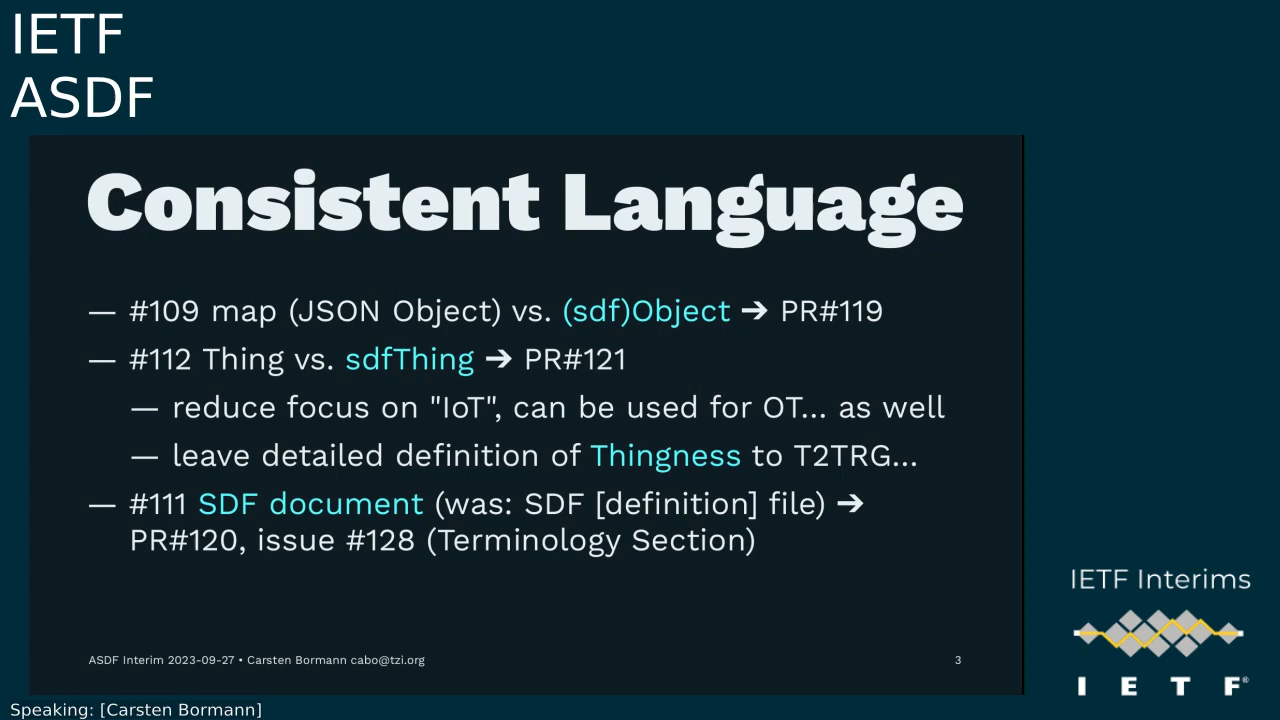 IETF
ASDF
Consistent Language
— #109 map (JSON Object) vs. (sdf)Object ➔ PR#119
— #112 Thing vs. sdfThing ➔ PR#121
— reduce focus on "IoT", can be used for OT… as well
— leave detailed definition of Thingness to T2TRG…
— #111 SDF document (was: SDF [definition] file) ➔
PR#120, issue #128 (Terminology Section)
ASDF Interim 2023-09-27 • Carsten Bormann cabo@tzi.org
3
IETF Interims
I E T F®
Speaking: [Carsten Bormann]